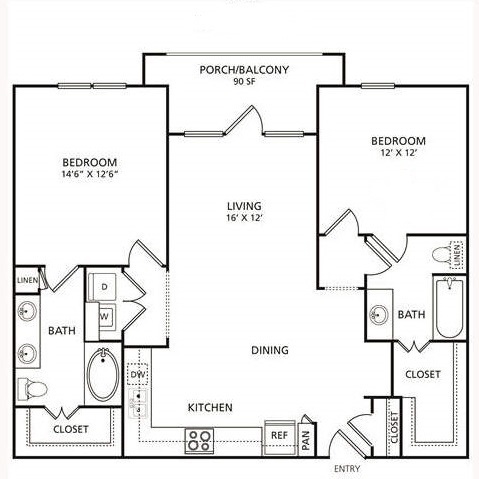 PORCH/BALCONY
90 SF
BEDROOM
14'6" X 12'6"
BEDROOM
12' X 12'
LIVING
16' X 12'
LINEN
LINEN
D
W
BATH
BATH
DINING
CLOSET
DW
KITCHEN
CLOSET
REF
PAN
CLOSET
ENTRY